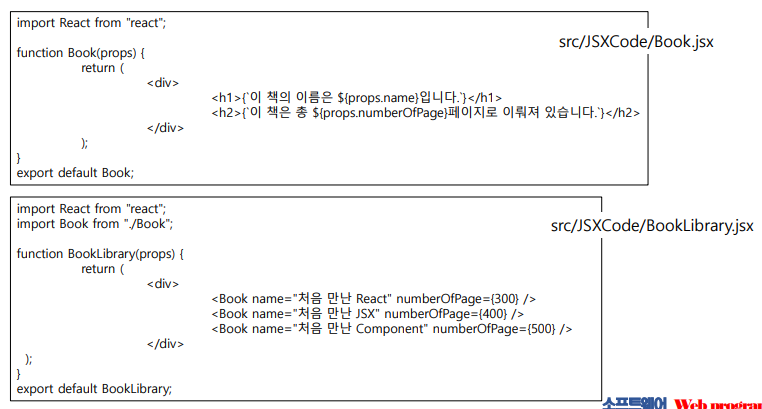 import React from "react";
function Book(props) {
return (
<div>
<h1>{`이 책의 이름은 ${props.name}입니다.`}</h1>
<h2>{`이 책은 총 ${props.numberOfPage}페이지로 이뤄져 있습니다.`}</h2>
</div>
);
}
export default Book;
src/JSXCode/Book.jsx
import React from "react";
import Book from "./Book";
function BookLibrary(props) {
return (
<div>
<Book name="처음 만난 React" numberOfPage={300} />
<Book name="처음 만난 JSX" numberOfPage={400} />
<Book name="처음 만난 Component" numberOfPage={500} />
</div>
);
}
export default BookLibrary;
src/JSXCode/BookLibrary.jsx
소프트웨어 Web